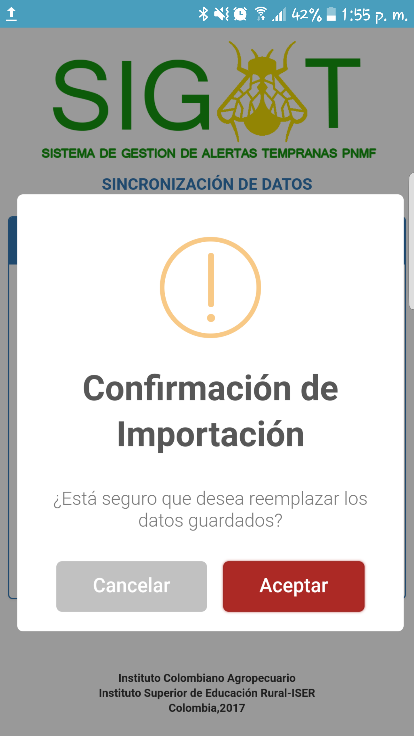 42% 1:55 p. m.
SIGAT
SISTEMA DE GESTION DE ALERTAS TEMPRANAS PNMF
SINCRONIZACIÓN DE DATOS
Confirmación de
Importación
¿Está seguro que desea reemplazar los
datos guardados?
Cancelar
Aceptar
Instituto Colombiano Agropecuario
Instituto Superior de Educación Rural-ISER
Colombia,2017